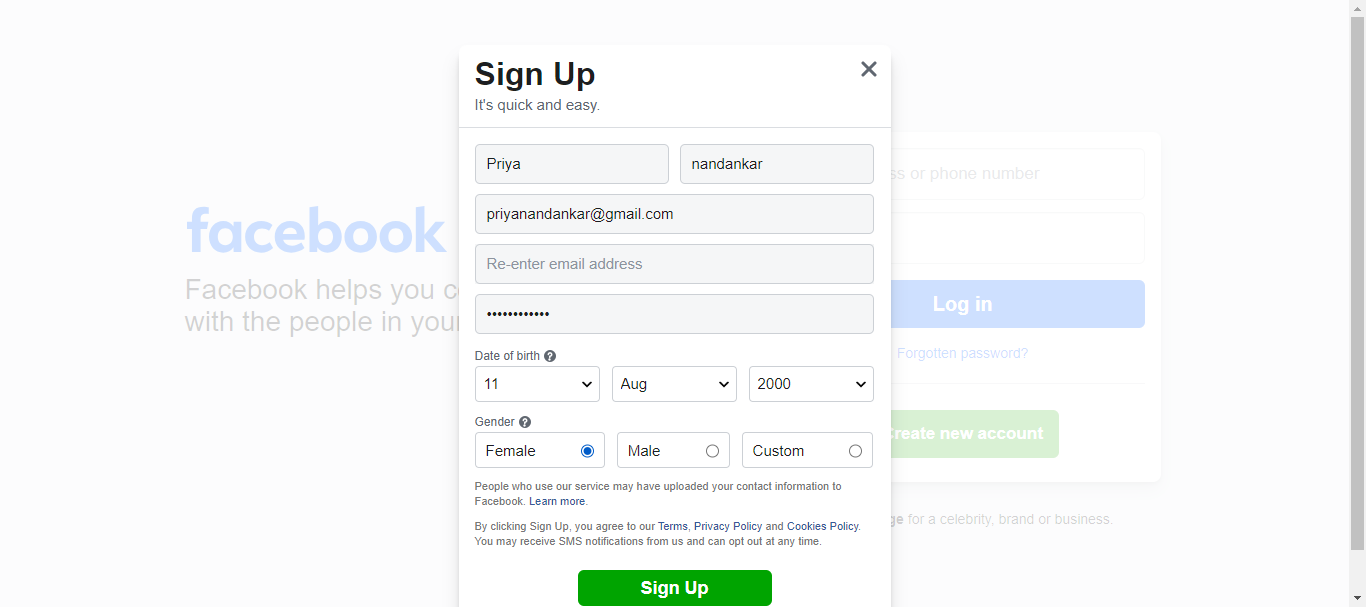 Sign Up
It's quick and easy.
Priya nandankar
priyanandankar@gmail.com
Re-enter email address
••••••••••••
Date of birth ?
11 Aug 2000
Gender ?
Female Male Custom
People who use our service may have uploaded your contact information to
Facebook. Learn more.
By clicking Sign Up, you agree to our Terms, Privacy Policy and Cookies Policy.
You may receive SMS notifications from us and can opt out at any time.
Sign Up
facebook
Facebook helps you
with the people in
or phone number
Log in
Forgotten password?
Create new account
for a celebrity, brand or business.